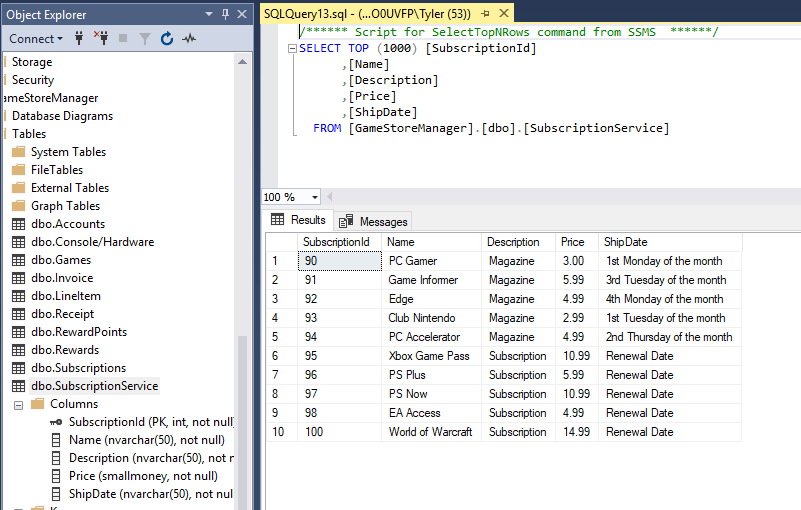 Object Explorer
Connect
Storage
Security
ameStoreManager
Database Diagrams
Tables
System Tables
FileTables
External Tables
Graph Tables
dbo.Accounts
dbo.Console/Hardware
dbo.Games
dbo.Invoice
dbo.LineItem
dbo.Receipt
dbo.RewardPoints
dbo.Rewards
dbo.Subscriptions
dbo.SubscriptionService
Columns
SubscriptionId (PK, int, not null
Name (nvarchar(50), not null)
Description (nvarchar(50), not n
Price (smallmoney, not null)
ShipDate (nvarchar(50), not null
SQLQuery13.sql - (...O0UVFP\Tyler (53))
/****** Script for SelectTopNRows command from SSMS ******/
SELECT TOP (1000) [SubscriptionId]
,[Name]
,[Description]
,[Price]
,[ShipDate]
FROM [GameStoreManager].[dbo].[SubscriptionService]
100 %
Results Messages
SubscriptionId Name Description Price ShipDate
1 90 PC Gamer Magazine 3.00 1st Monday of the month
2 91 Game Informer Magazine 5.99 3rd Tuesday of the month
3 92 Edge Magazine 4.99 4th Monday of the month
4 93 Club Nintendo Magazine 2.99 1st Tuesday of the month
5 94 PC Accelerator Magazine 4.99 2nd Thursday of the month
6 95 Xbox Game Pass Subscription 10.99 Renewal Date
7 96 PS Plus Subscription 5.99 Renewal Date
8 97 PS Now Subscription 10.99 Renewal Date
9 98 EA Access Subscription 4.99 Renewal Date
10 100 World of Warcraft Subscription 14.99 Renewal Date